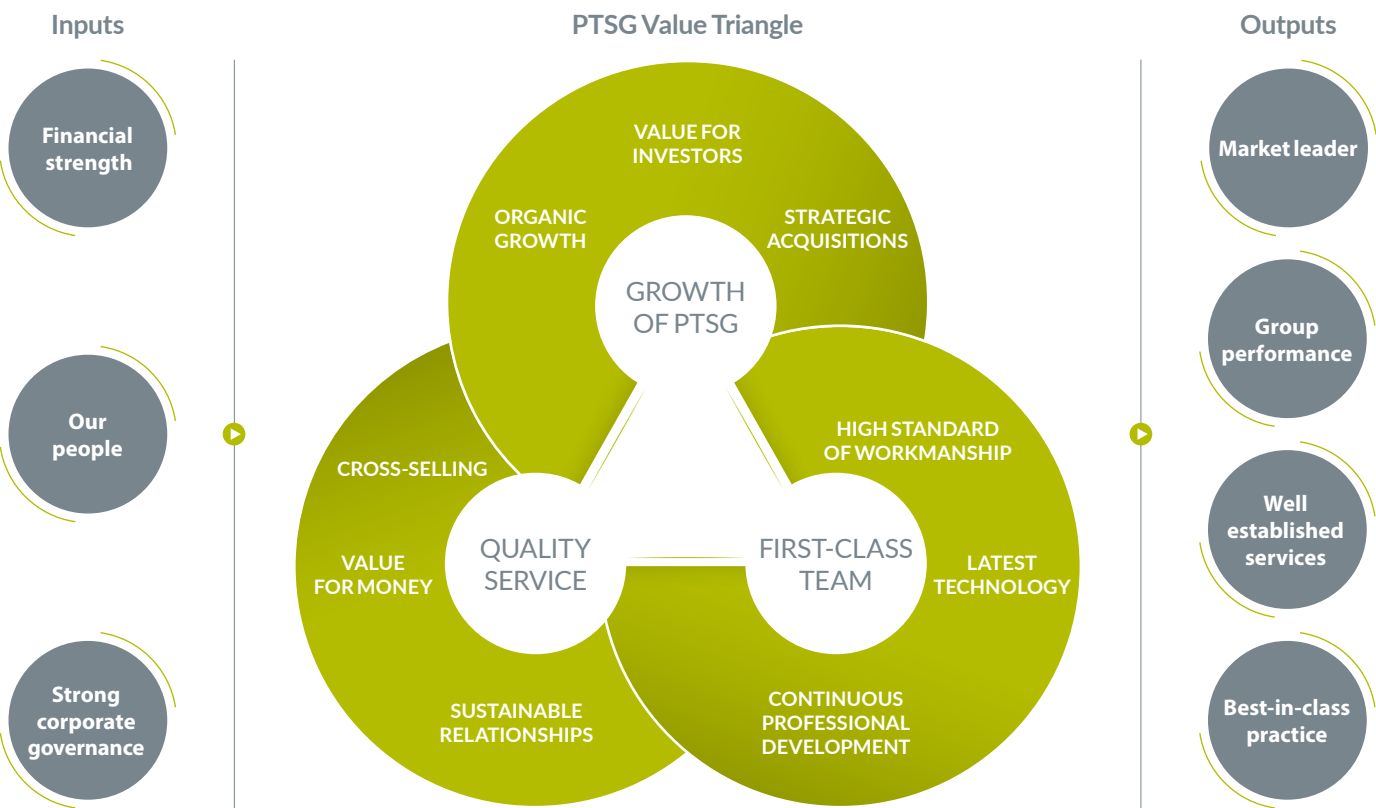 Inputs
PTSG Value Triangle
Outputs
Financial
strength
Our
people
Strong
corporate
governance
VALUE FOR
INVESTORS
ORGANIC
GROWTH
STRATEGIC
ACQUISITIONS
GROWTH
OF PTSG
CROSS-SELLING
VALUE
FOR MONEY
SUSTAINABLE
RELATIONSHIPS
QUALITY
SERVICE
HIGH STANDARD
OF WORKMANSHIP
LATEST
TECHNOLOGY
CONTINUOUS
PROFESSIONAL
DEVELOPMENT
FIRST-CLASS
TEAM
Market leader
Group
performance
Well
established
services
Best-in-class
practice